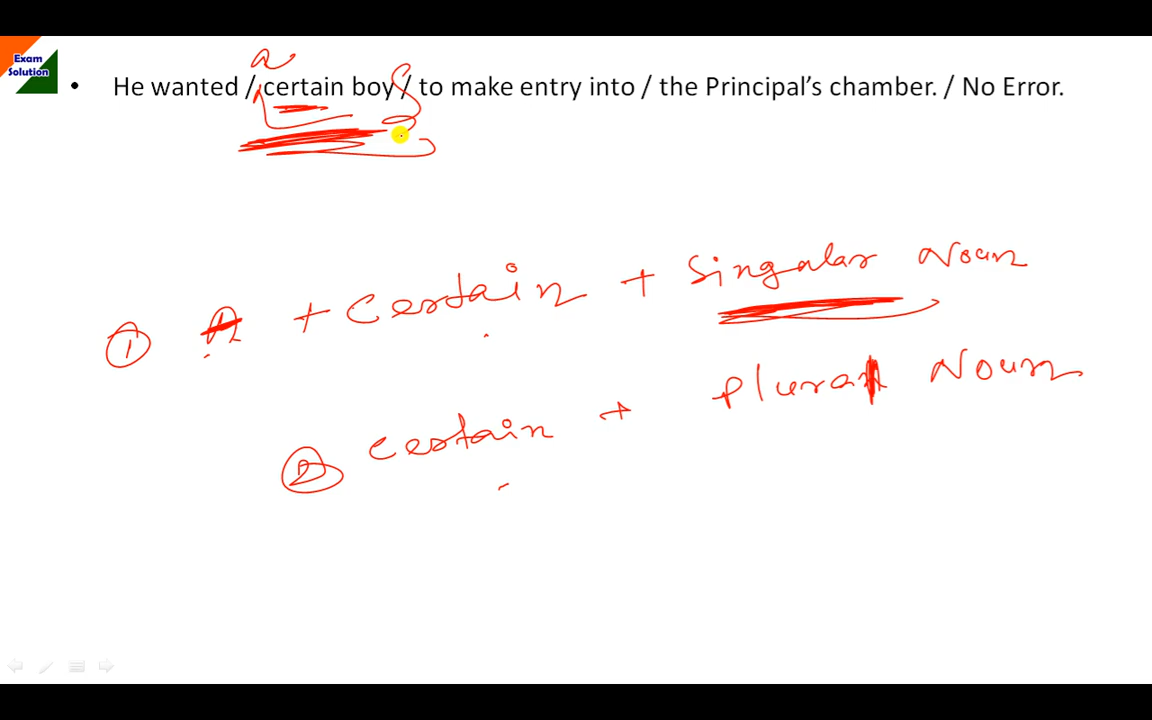 Exam
Solution
a s
• He wanted / certain boy / to make entry into / the Principal's chamber. / No Error.
① A + Certain + Singular Noun
② Certain + plural Noun